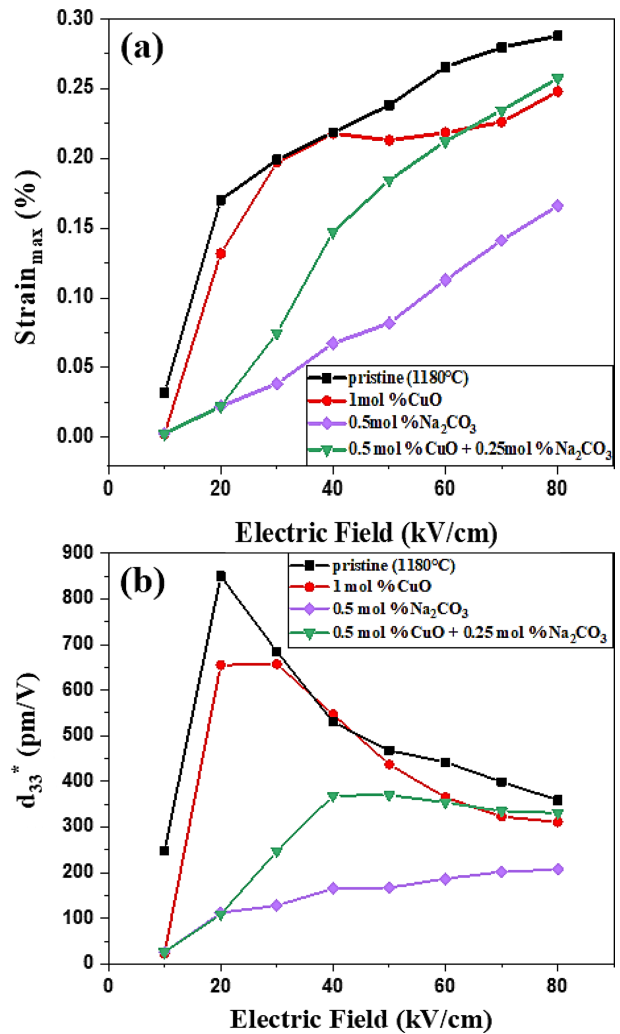 (a)
0.30
0.25
0.20
0.15
0.10
0.05
0.00
Strain_max (%)
pristine (1180°C)
1mol %CuO
0.5mol %Na₂CO₃
0.5 mol %CuO + 0.25mol %Na₂CO₃
0 20 40 60 80
Electric Field (kV/cm)
(b)
900
800
700
600
500
400
300
200
100
0
d₃₃* (pm/V)
pristine (1180°C)
1 mol %CuO
0.5 mol %Na₂CO₃
0.5 mol %CuO + 0.25 mol %Na₂CO₃
0 20 40 60 80
Electric Field (kV/cm)